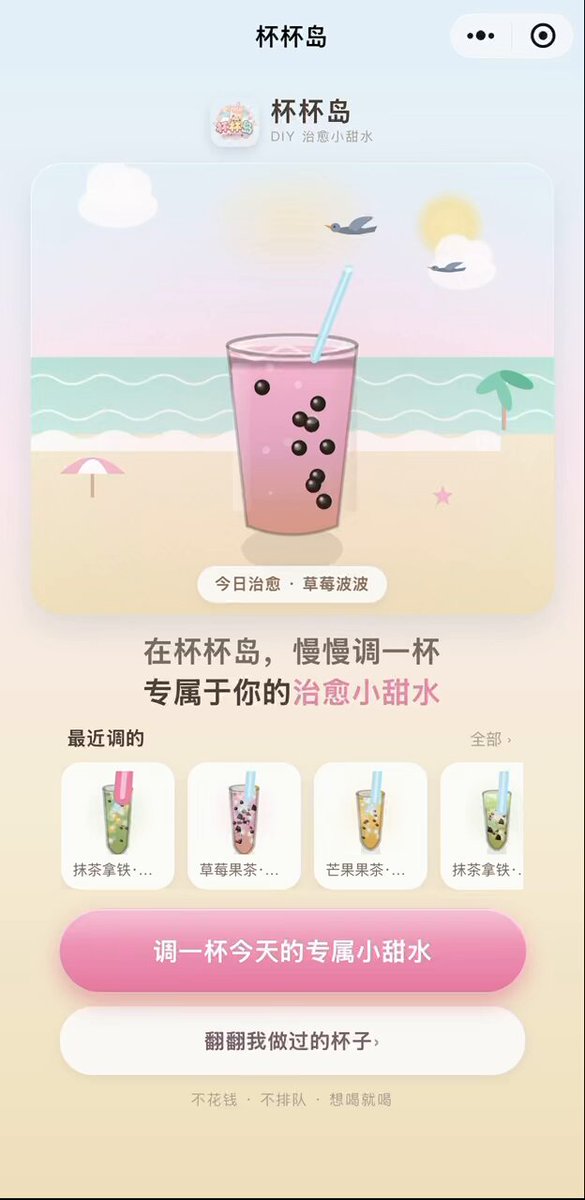 杯杯岛
杯杯岛
杯杯岛
DIY 治愈小甜水
今日治愈 · 草莓波波
在杯杯岛，慢慢调一杯
专属于你的治愈小甜水
最近调的
全部 ›
抹茶拿铁·...
草莓果茶·...
芒果果茶·...
抹茶拿铁·.
调一杯今天的专属小甜水
翻翻我做过的杯子›
不花钱 · 不排队 · 想喝就喝